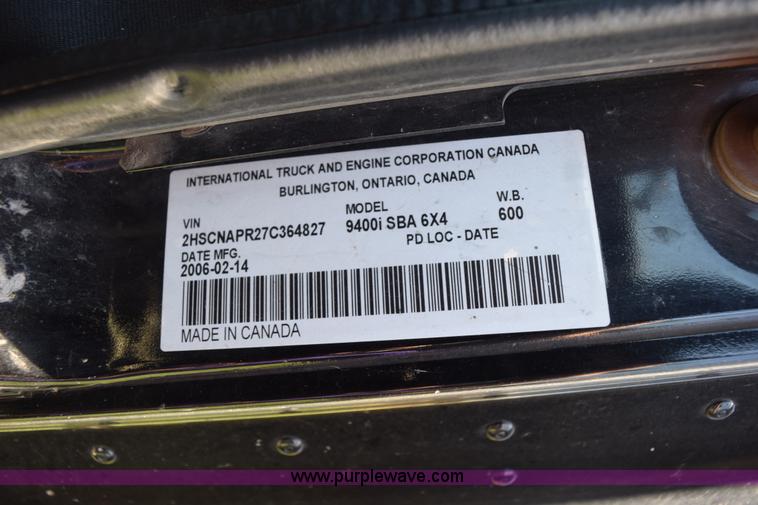 INTERNATIONAL TRUCK AND ENGINE CORPORATION CANADA
BURLINGTON, ONTARIO, CANADA
VIN MODEL W.B.
2HSCNAPR27C364827 9400i SBA 6X4 600
DATE MFG. PD LOC - DATE
2006-02-14
MADE IN CANADA
www.purplewave.com